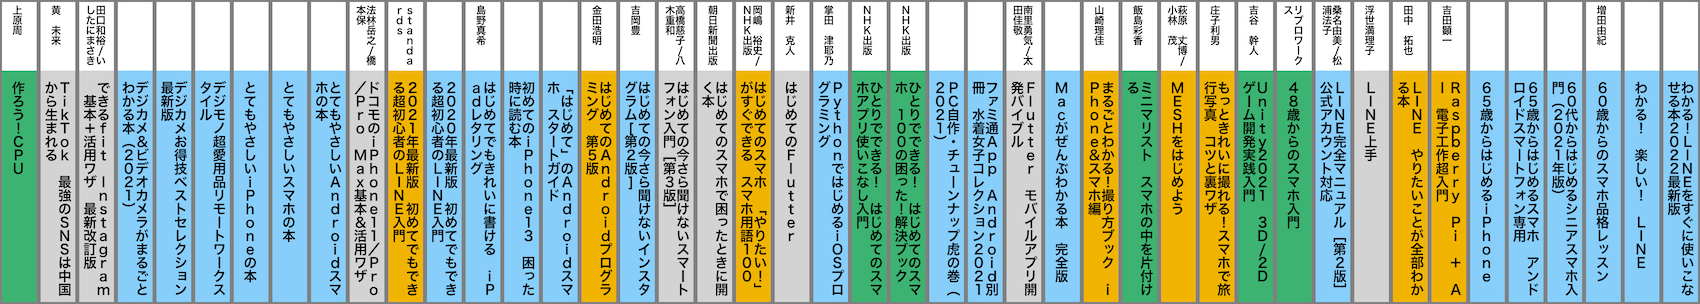 わかる!LINEをすぐに使いこな
せる本2022最新版
わかる! 楽しい! LINE
増田由紀
60歳からのスマホ品格レッスン
60代からはじめるシニアスマホ入
門(2021年版)
65歳からはじめるスマホ アンド
ロイドスマートフォン専用
65歳からはじめるiPhone
吉田顕一
Raspberry Pi + A
I 電子工作超入門
田中 拓也
LINE やりたいことが全部わか
る本
浮世満理子
LINE上手
桑名由美/松
浦法子
LINE完全マニュアル[第2版]
公式アカウント対応
リブロワーク
ス
48歳からのスマホ入門
吉谷 幹人
Unity2021 3D/2D
ゲーム開発実践入門
庄子利男
もっときれいに撮れる!スマホで旅
行写真 コツと裏ワザ
萩原 丈博/
小林 茂
MESHをはじめよう
飯島彩香
ミニマリスト スマホの中を片付け
る
山崎理佳
まるごとわかる!撮り方ブック i
Phone&スマホ編
Macがぜんぶわかる本 完全版
南里勇気/太
田佳敬
Flutter モバイルアプリ開
発バイブル
ファミ通App Android別
冊 水着女子コレクション2021
PC自作・チューンナップ虎の巻(
2021)
NHK出版
ひとりでできる! はじめてのスマ
ホ 100の困った!解決ブック
NHK出版
ひとりでできる! はじめてのスマ
ホアプリ使いこなし入門
掌田 津耶乃
PythonではじめるiOSプロ
グラミング
新井 克人
はじめてのFlutter
岡嶋 裕史/
NHK出版
はじめてのスマホ 「やりたい!」
がすぐできる スマホ用語100
朝日新聞出版
はじめてのスマホで困ったときに開
く本
高橋慈子/八
木重和
はじめての今さら聞けないスマート
フォン入門[第3版]
吉岡豊
はじめての今さら聞けないインスタ
グラム[第2版]
金田浩明
はじめてのAndroidプログラ
ミング 第5版
「はじめて」のAndroidスマ
ホ スタートガイド
初めてのiPhone13 困った
時に読む本
島野真希
はじめてでもきれいに書ける iP
adレタリング
2020年最新版 初めてでもでき
る超初心者のLINE入門
standa
rds
2021年最新版 初めてでもでき
る超初心者のLINE入門
法林岳之/橋
本保
ドコモのiPhone11/Pro
/Pro Max基本&活用ワザ
とてもやさしいAndroidスマ
ホの本
とてもやさしいスマホの本
とてもやさしいiPhoneの本
デジモノ超愛用品リモートワークス
タイル
デジカメお得技ベストセレクション
最新版
デジカメ&ビデオカメラがまるごと
わかる本(2021)
田口和裕/い
したにまさき
できるfit Instagram
 基本+活用ワザ 最新改訂版
黄 未来
TikTok 最強のSNSは中国
から生まれる
上原周
作ろう!CPU